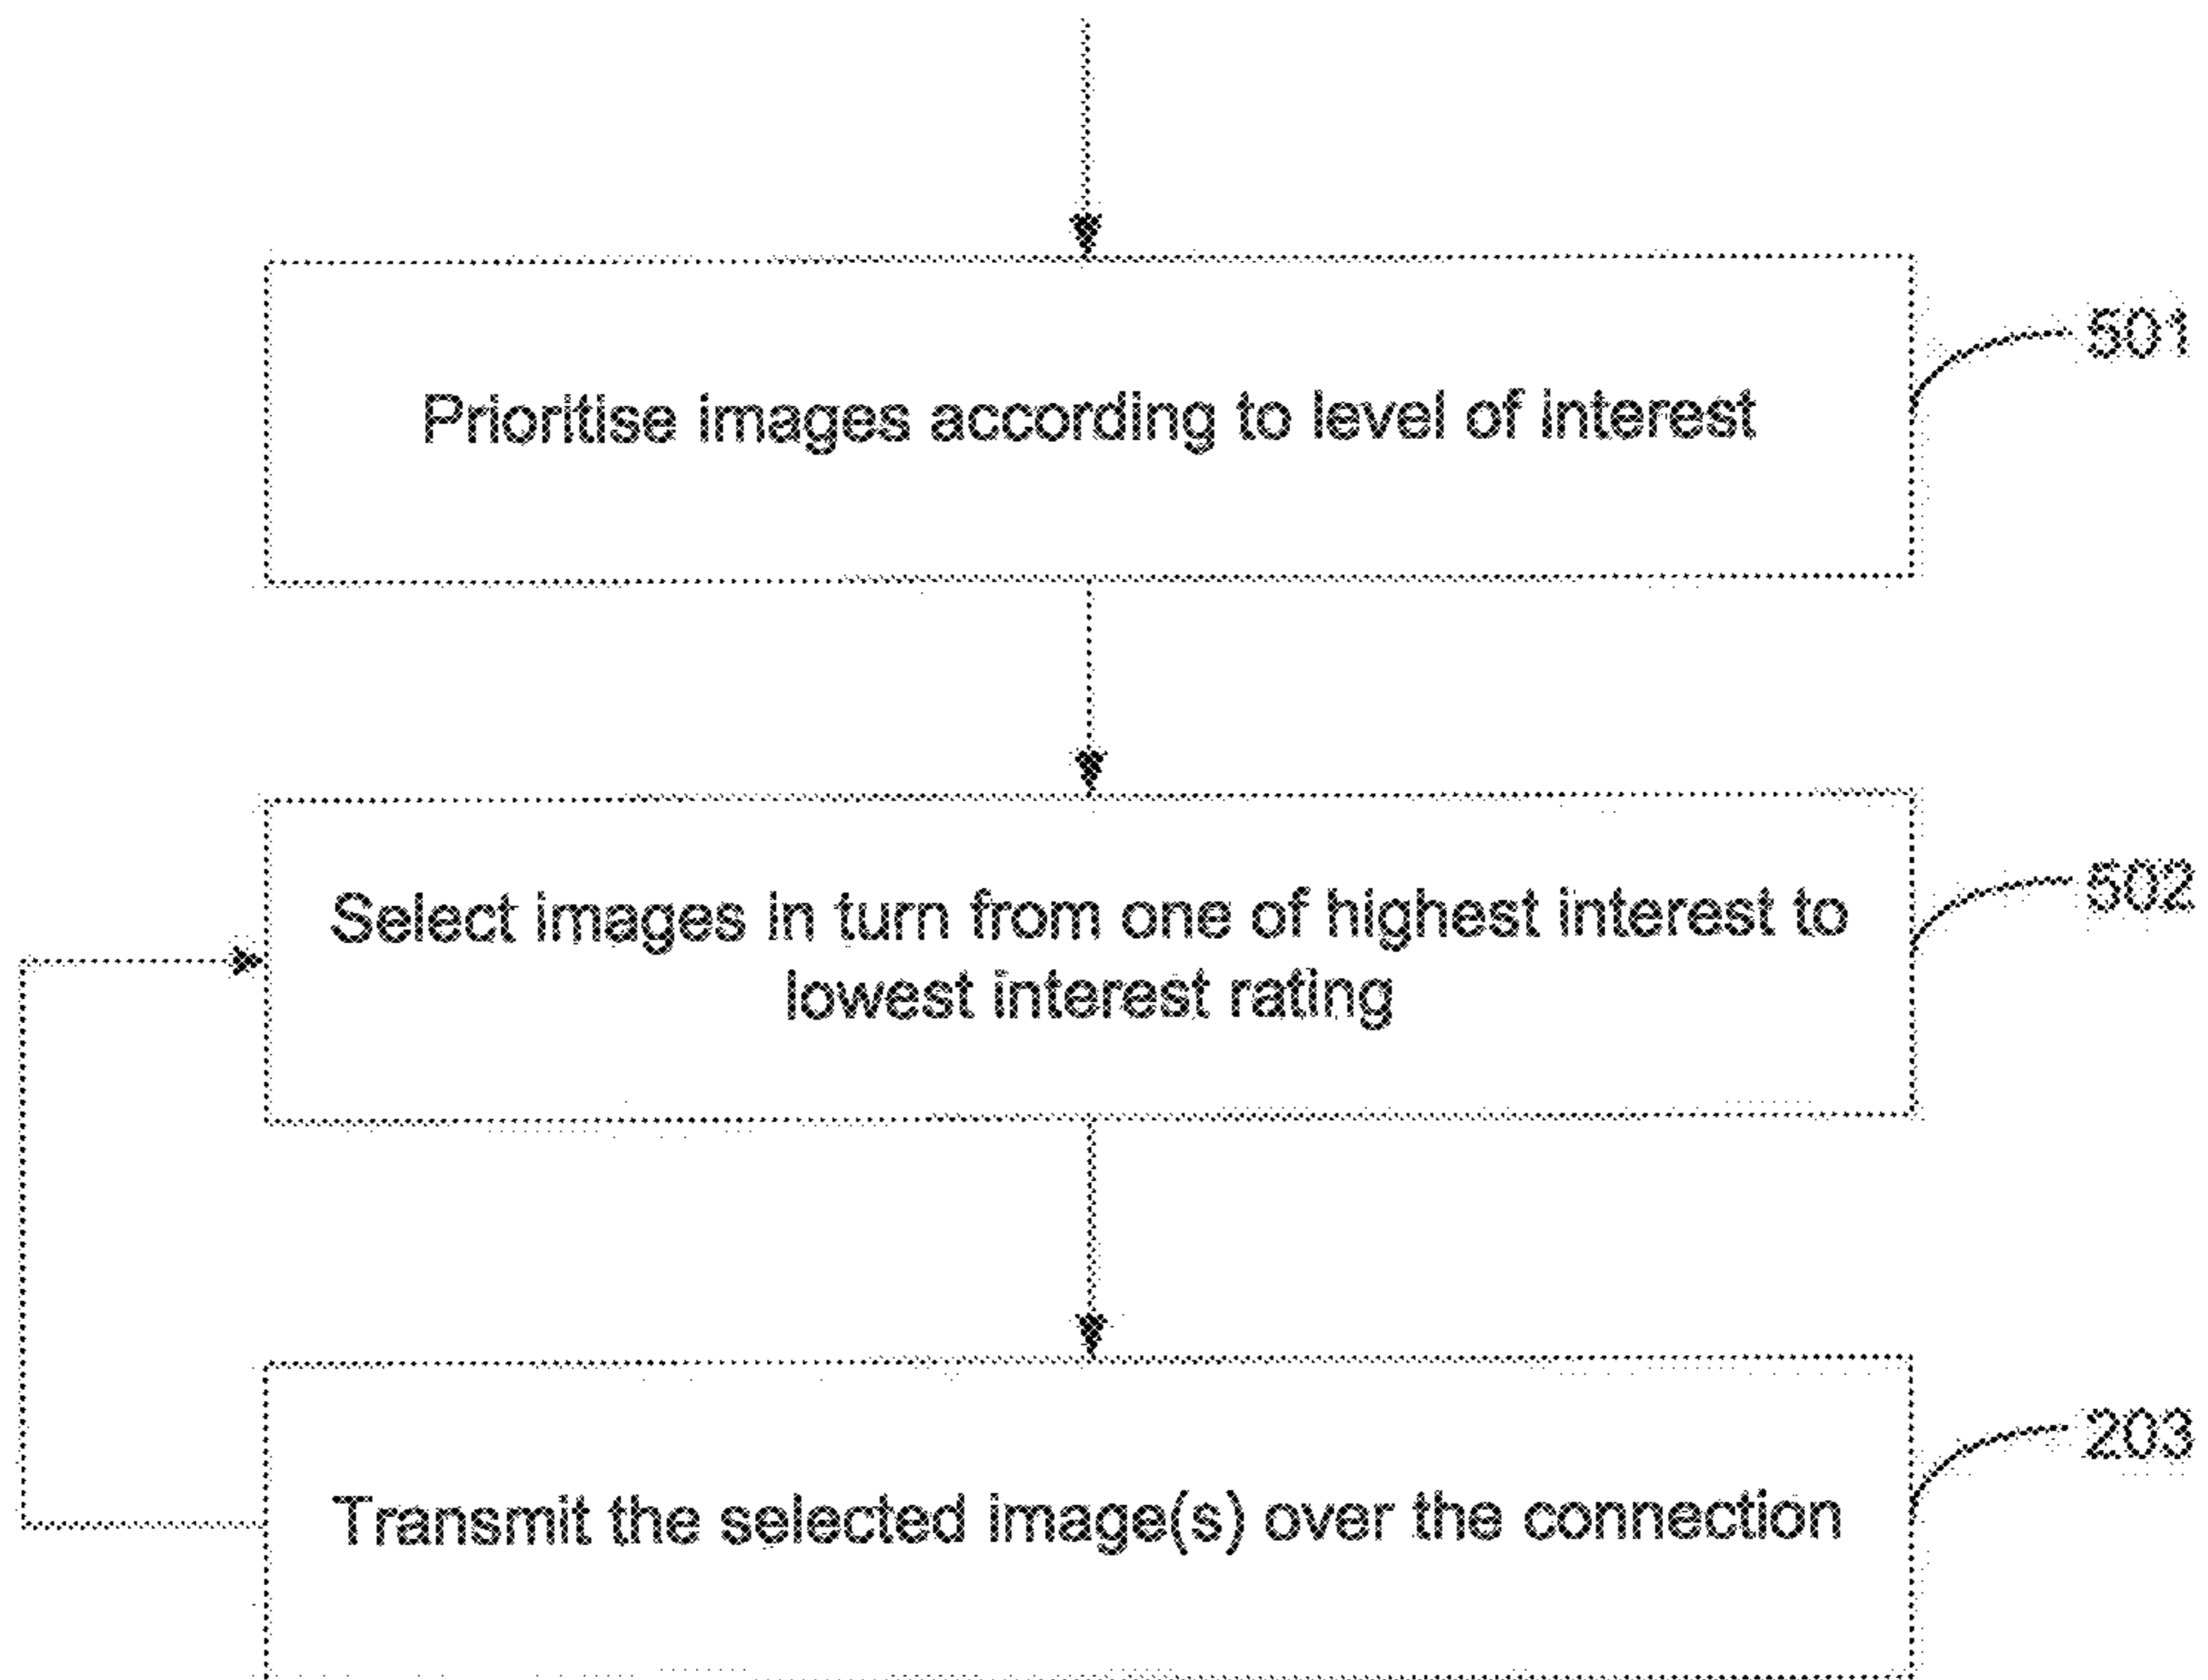 501
Prioritise images according to level of interest
502
Select images in turn from one of highest interest to
lowest interest rating
203
Transmit the selected image(s) over the connection